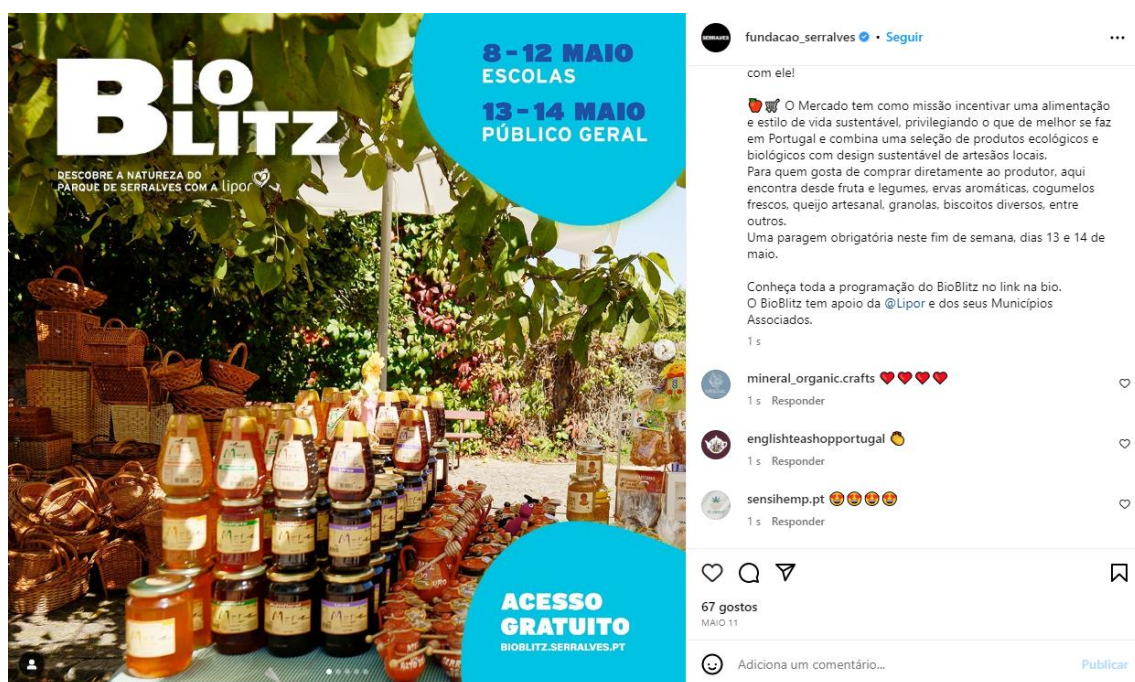 BIO
BLITZ
DESCOBRE A NATUREZA DO
PARQUE DE SERRALVES COM A lipor
8-12 MAIO
ESCOLAS
13-14 MAIO
PÚBLICO GERAL
ACESSO
GRATUITO
BIOBLITZ.SERRALVES.PT
SERRALVES
fundacao_serralves • Seguir
com ele!
🍎🛒 O Mercado tem como missão incentivar uma alimentação
e estilo de vida sustentável, privilegiando o que de melhor se faz
em Portugal e combina uma seleção de produtos ecológicos e
biológicos com design sustentável de artesãos locais.
Para quem gosta de comprar diretamente ao produtor, aqui
encontra desde fruta e legumes, ervas aromáticas, cogumelos
frescos, queijo artesanal, granolas, biscoitos diversos, entre
outros.
Uma paragem obrigatória neste fim de semana, dias 13 e 14 de
maio.
Conheça toda a programação do BioBlitz no link na bio.
O BioBlitz tem apoio da @Lipor e dos seus Municípios
Associados.
1 s
mineral_organic.crafts ❤️❤️❤️❤️
1 s Responder
englishteashopportugal 👏
1 s Responder
sensihemp.pt 😍😍😍😍
1 s Responder
67 gostos
MAIO 11
Adiciona um comentário...
Publicar